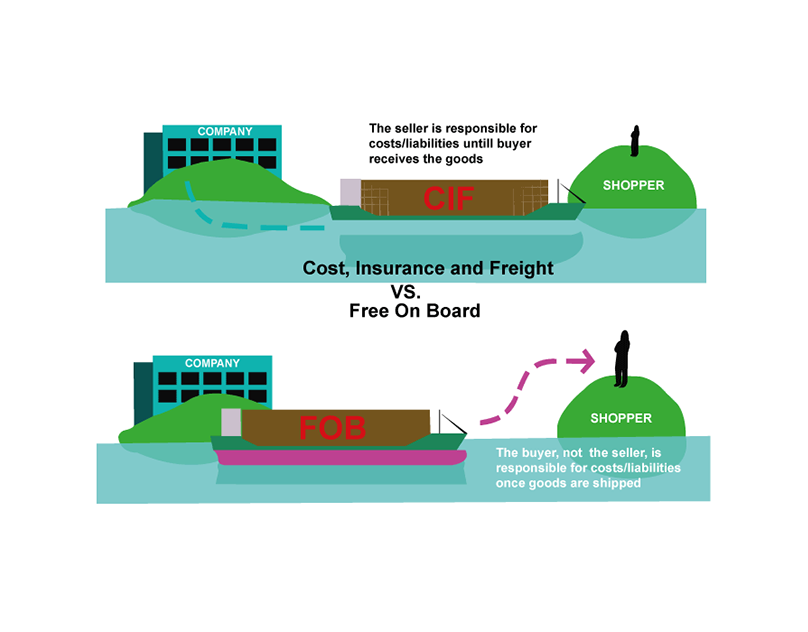 COMPANY
The seller is responsible for
costs/liabilities untill buyer
receives the goods
SHOPPER
CIF
Cost, Insurance and Freight
VS.
Free On Board
COMPANY
SHOPPER
FOB
The buyer, not the seller, is
responsible for costs/liabilities
once goods are shipped